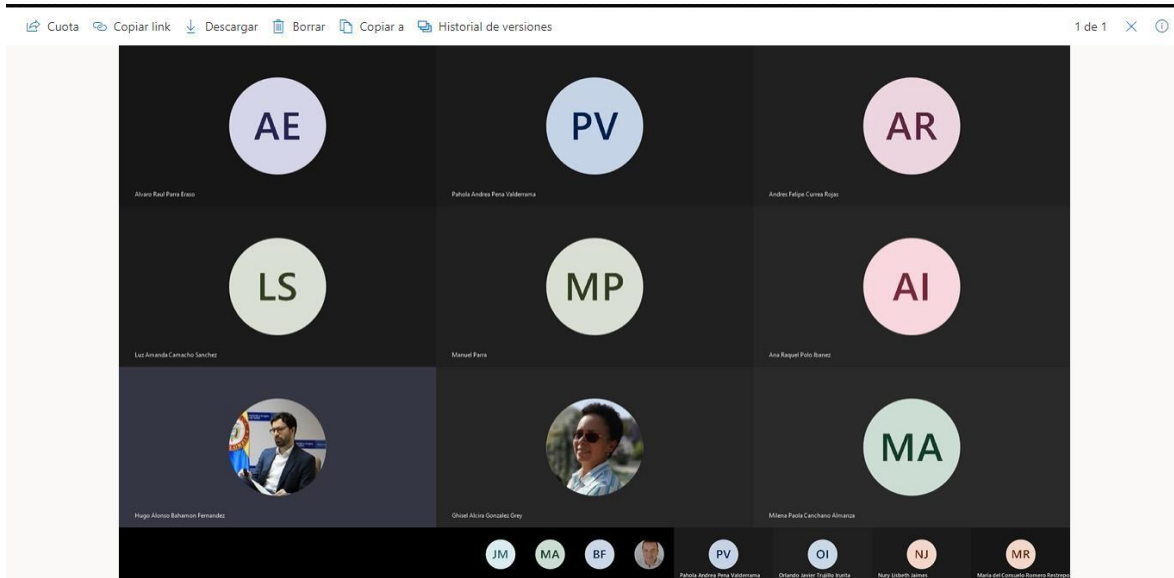 Cuota Copiar link Descargar Borrar Copiar a Historial de versiones 1 de 1
AE PV AR
Alvaro Raul Parra Eraso Pahola Andrea Pena Valderrama Andres Felipe Currea Rojas
LS MP AI
Luz Amanda Camacho Sanchez Manuel Parra Ana Raquel Polo Ibanez
MA
Hugo Alonso Bahamon Fernandez Ghisel Alcira Gonzalez Grey Milena Paola Canchano Almanza
JM MA BF PV OI NJ MR
Pahola Andrea Pena Valderrama Orlando Javier Trujillo Irurita Nury Lisbeth Jaimes Maria del Consuelo Romero Restrepo